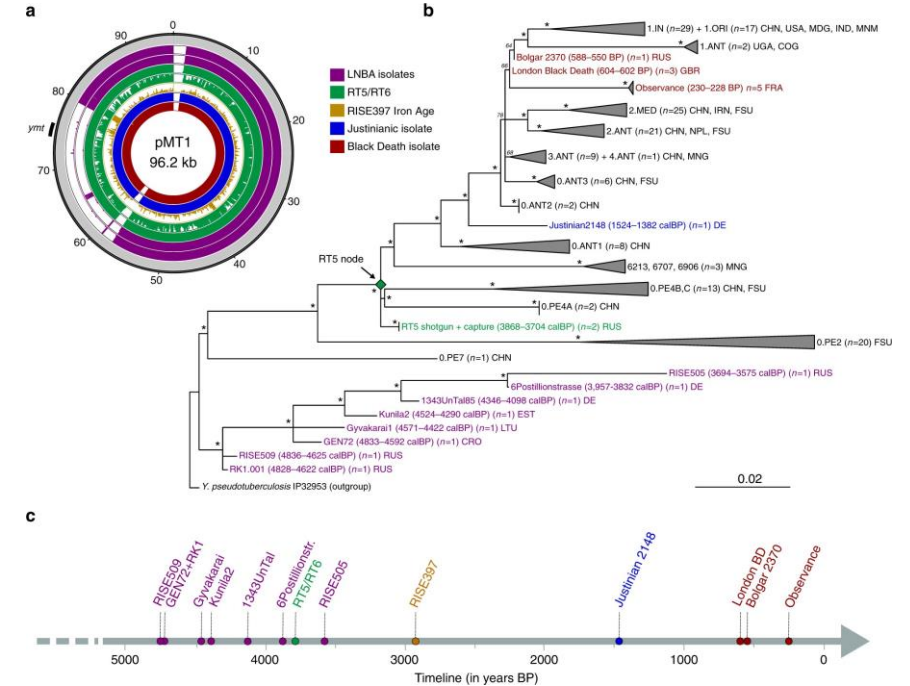 a
0
10
20
30
40
50
60
70
80
90
ymt
pMT1
96.2 kb
LNBA isolates
RT5/RT6
RISE397 Iron Age
Justinianic isolate
Black Death isolate
b
1.IN (n=29) + 1.ORI (n=17) CHN, USA, MDG, IND, MNM
1.ANT (n=2) UGA, COG
Bolgar 2370 (588–550 BP) (n=1) RUS
London Black Death (604–602 BP) (n=3) GBR
Observance (230–228 BP) n=5 FRA
2.MED (n=25) CHN, IRN, FSU
2.ANT (n=21) CHN, NPL, FSU
3.ANT (n=9) + 4.ANT (n=1) CHN, MNG
0.ANT3 (n=6) CHN, FSU
0.ANT2 (n=2) CHN
Justinian2148 (1524–1382 calBP) (n=1) DE
0.ANT1 (n=8) CHN
6213, 6707, 6906 (n=3) MNG
RT5 node
0.PE4B,C (n=13) CHN, FSU
0.PE4A (n=2) CHN
RT5 shotgun + capture (3868–3704 calBP) (n=2) RUS
0.PE2 (n=20) FSU
0.PE7 (n=1) CHN
RISE505 (3694–3575 calBP) (n=1) RUS
6Postillionstrasse (3,957-3832 calBP) (n=1) DE
1343UnTal85 (4346–4098 calBP) (n=1) DE
Kunila2 (4524–4290 calBP) (n=1) EST
Gyvakarai1 (4571–4422 calBP) (n=1) LTU
GEN72 (4833–4592 calBP) (n=1) CRO
RISE509 (4836–4625 calBP) (n=1) RUS
RK1.001 (4828–4622 calBP) (n=1) RUS
Y. pseudotuberculosis IP32953 (outgroup)
64
78
68
0.02
c
RISE509
GEN72+RK1
Gyvakarai
Kunila2
1343UnTal
6Postillionstr.
RT5/RT6
RISE505
RISE397
Justinian 2148
London BD
Bolgar 2370
Observance
5000
4000
3000
2000
1000
0
Timeline (in years BP)